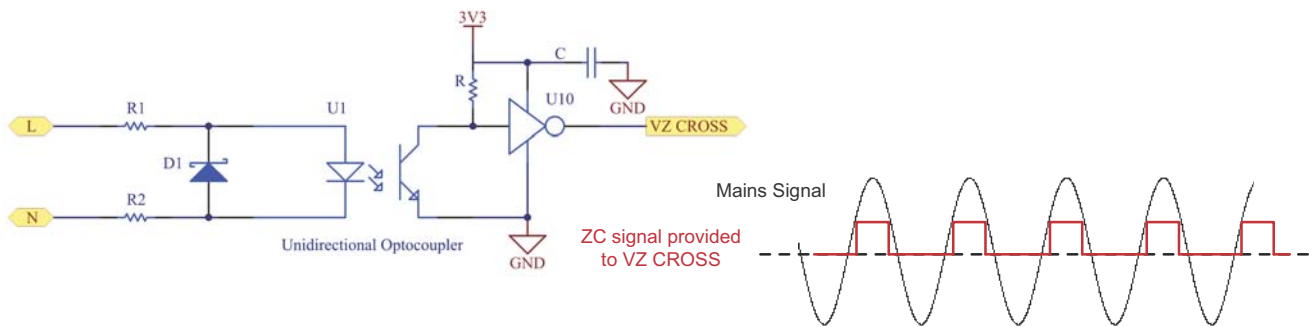 3V3
C
R
GND
U10
R1
U1
L
VZ CROSS
D1
R2
N
Unidirectional Optocoupler
GND
Mains Signal
ZC signal provided
to VZ CROSS